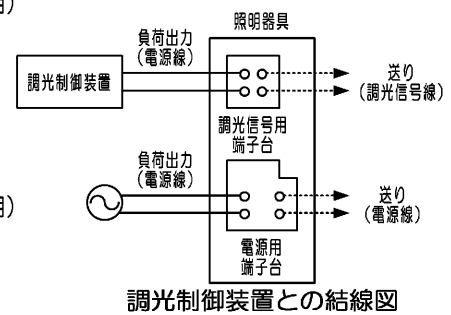 用)
照明器具
負荷出力
(電源線)
調光制御装置
送り
(調光信号線)
調光信号用
端子台
負荷出力
(電源線)
用)
送り
(電源線)
電源用
端子台
調光制御装置との結線図